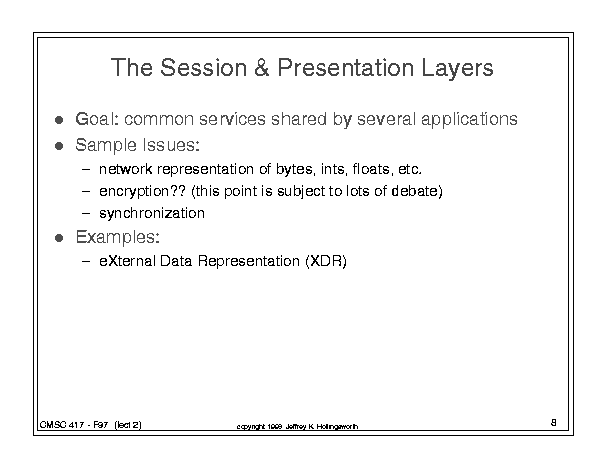 The Session & Presentation Layers
● Goal: common services shared by several applications
● Sample Issues:
– network representation of bytes, ints, floats, etc.
– encryption?? (this point is subject to lots of debate)
– synchronization
● Examples:
– eXternal Data Representation (XDR)
CMSC 417 - F97 (lect 2)
copyright 1996 Jeffrey K. Hollingsworth
8